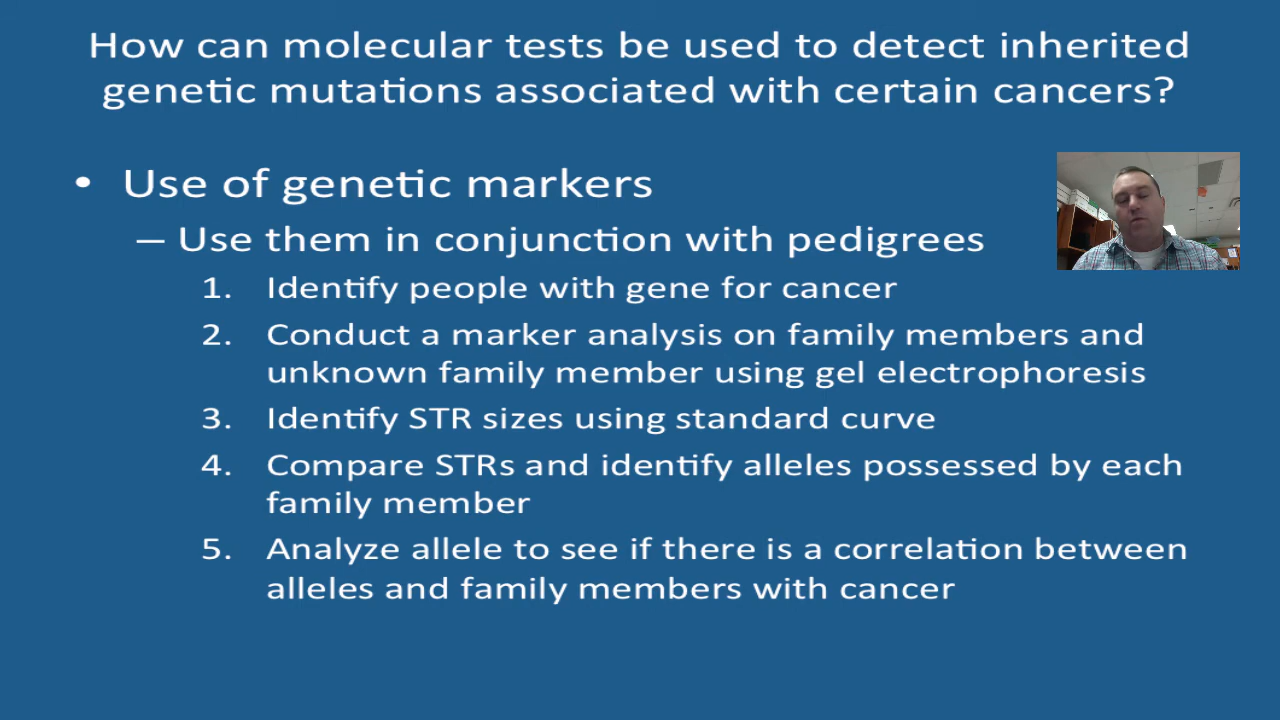 How can molecular tests be used to detect inherited
genetic mutations associated with certain cancers?
• Use of genetic markers
– Use them in conjunction with pedigrees
1. Identify people with gene for cancer
2. Conduct a marker analysis on family members and
unknown family member using gel electrophoresis
3. Identify STR sizes using standard curve
4. Compare STRs and identify alleles possessed by each
family member
5. Analyze allele to see if there is a correlation between
alleles and family members with cancer